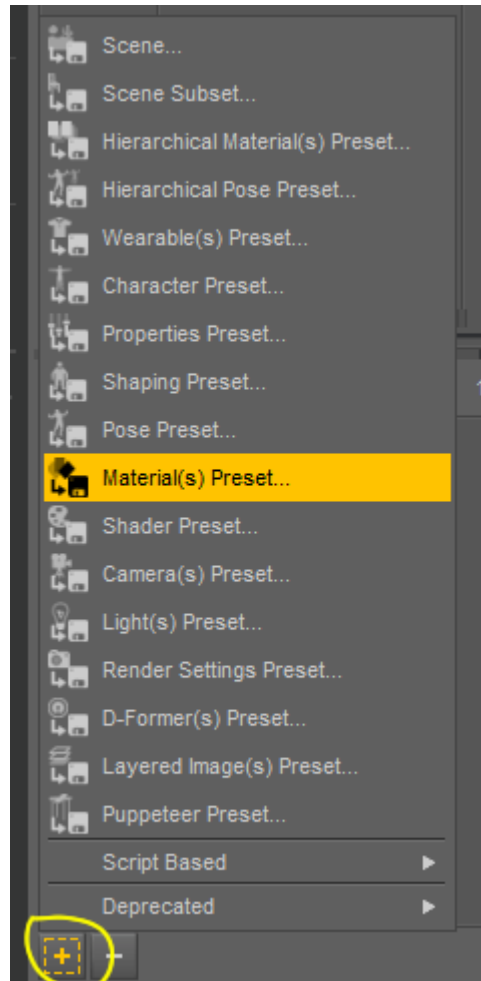 Scene...
Scene Subset...
Hierarchical Material(s) Preset...
Hierarchical Pose Preset...
Wearable(s) Preset...
Character Preset...
Properties Preset...
Shaping Preset...
Pose Preset...
Material(s) Preset...
Shader Preset...
Camera(s) Preset...
Light(s) Preset...
Render Settings Preset...
D-Former(s) Preset...
Layered Image(s) Preset...
Puppeteer Preset...
Script Based
Deprecated